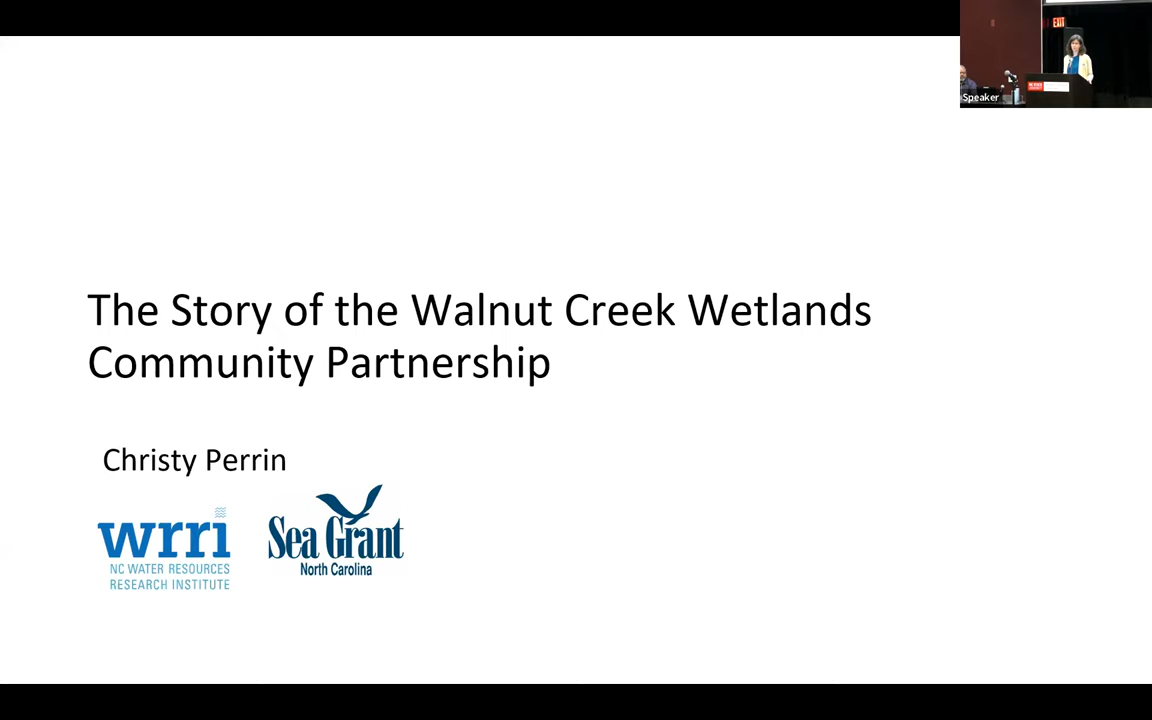 EXIT
Speaker
The Story of the Walnut Creek Wetlands
Community Partnership
Christy Perrin
wrri
NC WATER RESOURCES
RESEARCH INSTITUTE
Sea Grant
North Carolina